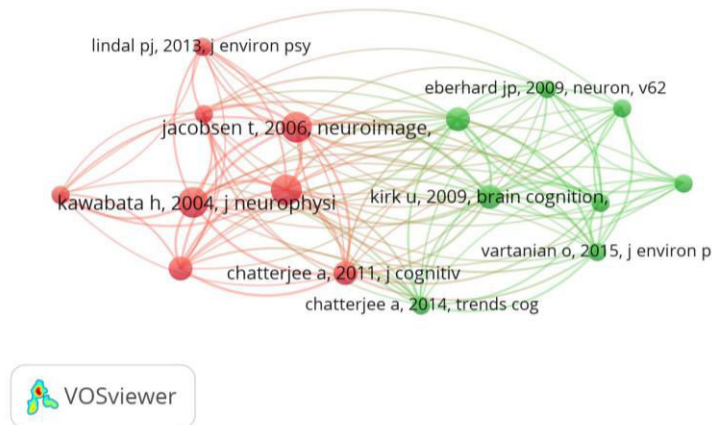 lindal pj, 2013, j environ psy
eberhard jp, 2009, neuron, v62
jacobsen t, 2006, neuroimage,
kawabata h, 2004, j neurophysi
kirk u, 2009, brain cognition,
vartanian o, 2015, j environ p
chatterjee a, 2011, j cognitiv
chatterjee a, 2014, trends cog
VOSviewer